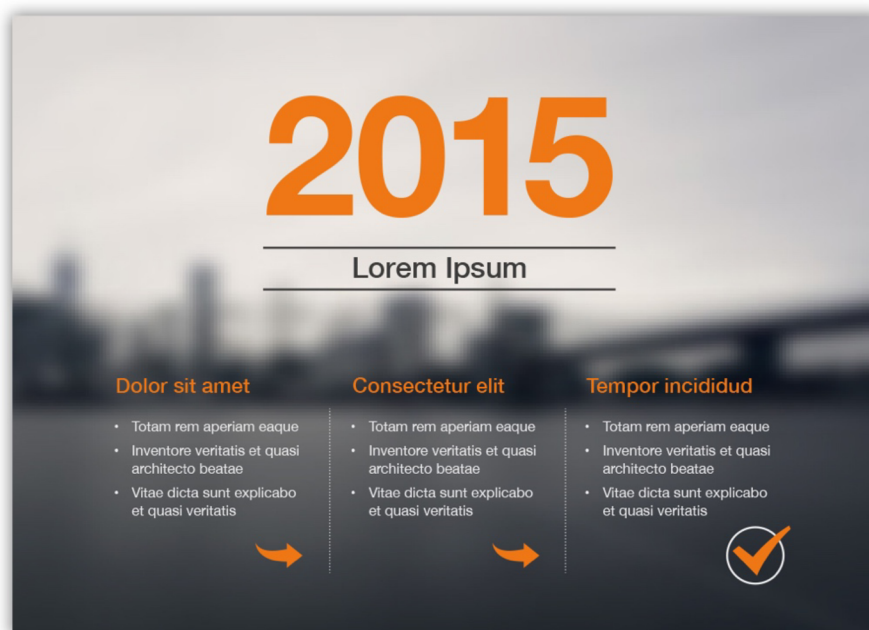 2015
Lorem Ipsum
Dolor sit amet
• Totam rem aperiam eaque
• Inventore veritatis et quasi
architecto beatae
• Vitae dicta sunt explicabo
et quasi veritatis
Consectetur elit
• Totam rem aperiam eaque
• Inventore veritatis et quasi
architecto beatae
• Vitae dicta sunt explicabo
et quasi veritatis
Tempor incididud
• Totam rem aperiam eaque
• Inventore veritatis et quasi
architecto beatae
• Vitae dicta sunt explicabo
et quasi veritatis